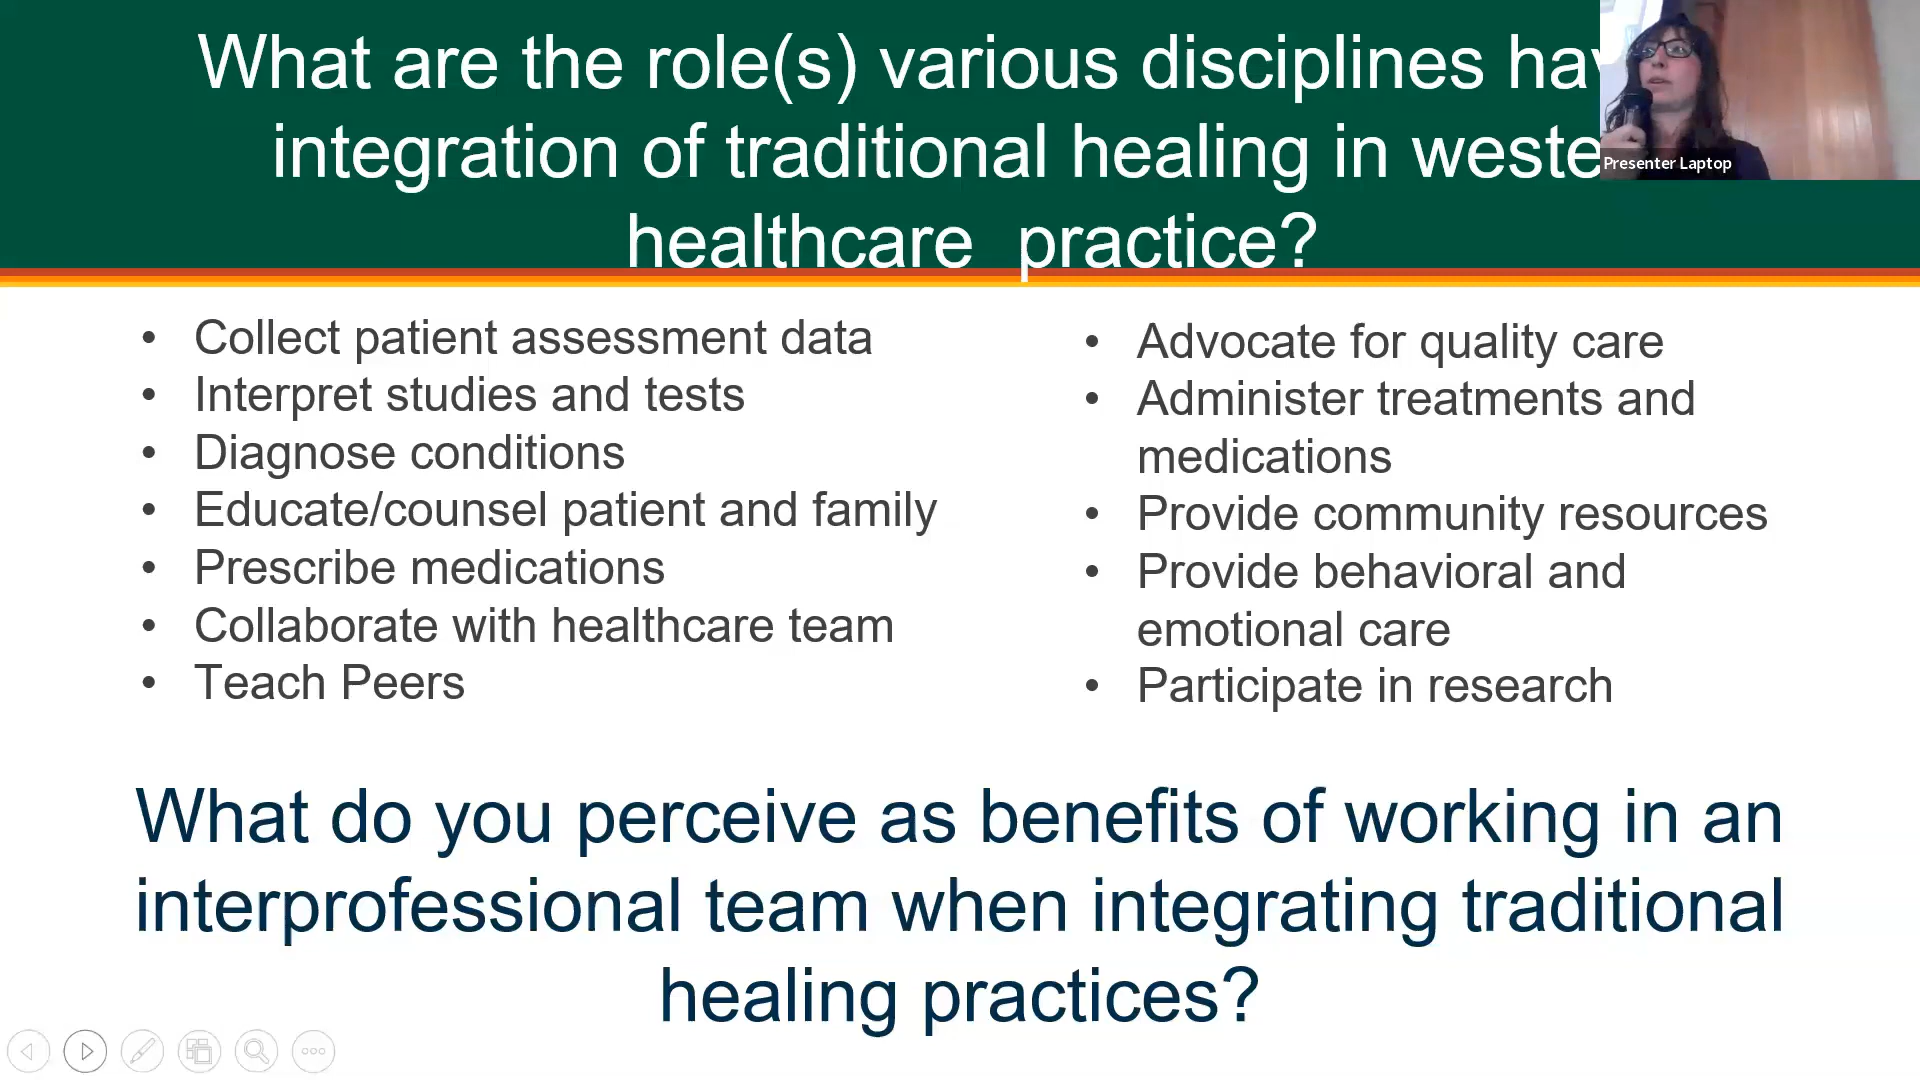 What are the role(s) various disciplines hav
integration of traditional healing in weste
healthcare practice?
Presenter Laptop
• Collect patient assessment data
• Interpret studies and tests
• Diagnose conditions
• Educate/counsel patient and family
• Prescribe medications
• Collaborate with healthcare team
• Teach Peers
• Advocate for quality care
• Administer treatments and
medications
• Provide community resources
• Provide behavioral and
emotional care
• Participate in research
What do you perceive as benefits of working in an
interprofessional team when integrating traditional
healing practices?